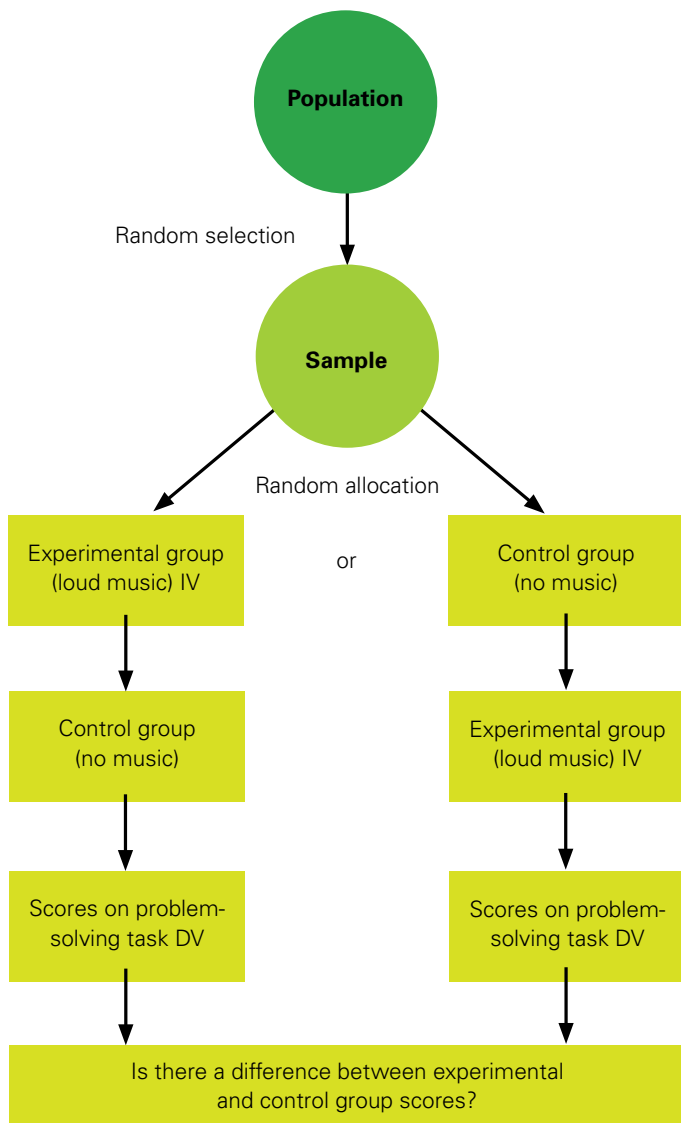 Population
Random selection
Sample
Random allocation
Experimental group
(loud music) IV
or
Control group
(no music)
Control group
(no music)
Experimental group
(loud music) IV
Scores on problem-
solving task DV
Scores on problem-
solving task DV
Is there a difference between experimental
and control group scores?